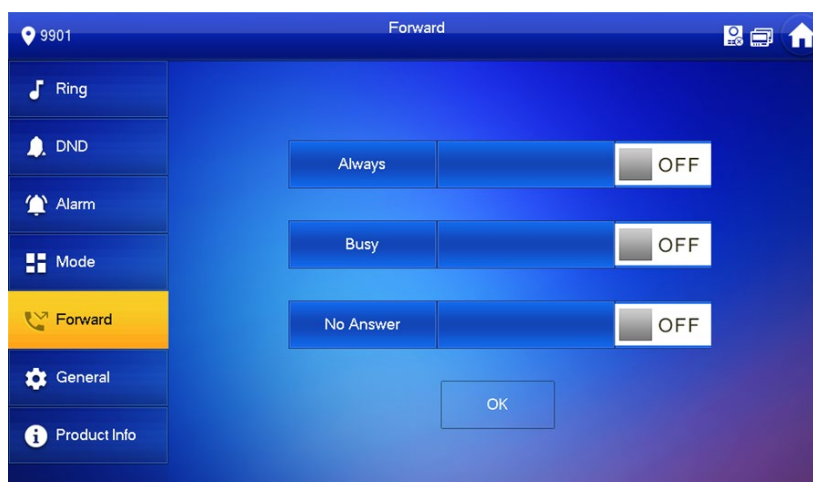 9901
Forward
Ring
DND
Alarm
Mode
Forward
General
Product Info
Always
OFF
Busy
OFF
No Answer
OFF
OK